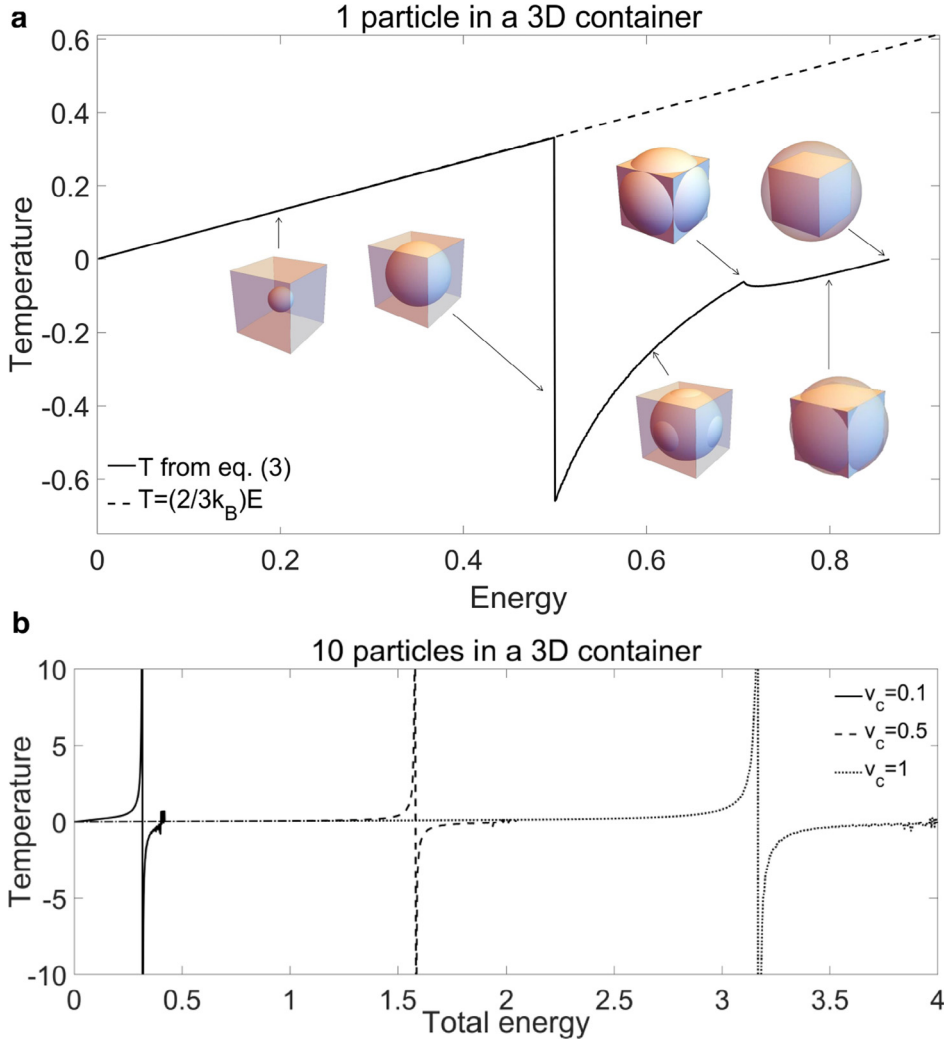 a
1 particle in a 3D container
0.6
0.4
0.2
0
-0.2
-0.4
-0.6
Temperature
T from eq. (3)
T=(2/3k_B)E
0 0.2 0.4 0.6 0.8
Energy
b
10 particles in a 3D container
10
5
0
-5
-10
Temperature
v_c=0.1
v_c=0.5
v_c=1
0 0.5 1 1.5 2 2.5 3 3.5 4
Total energy